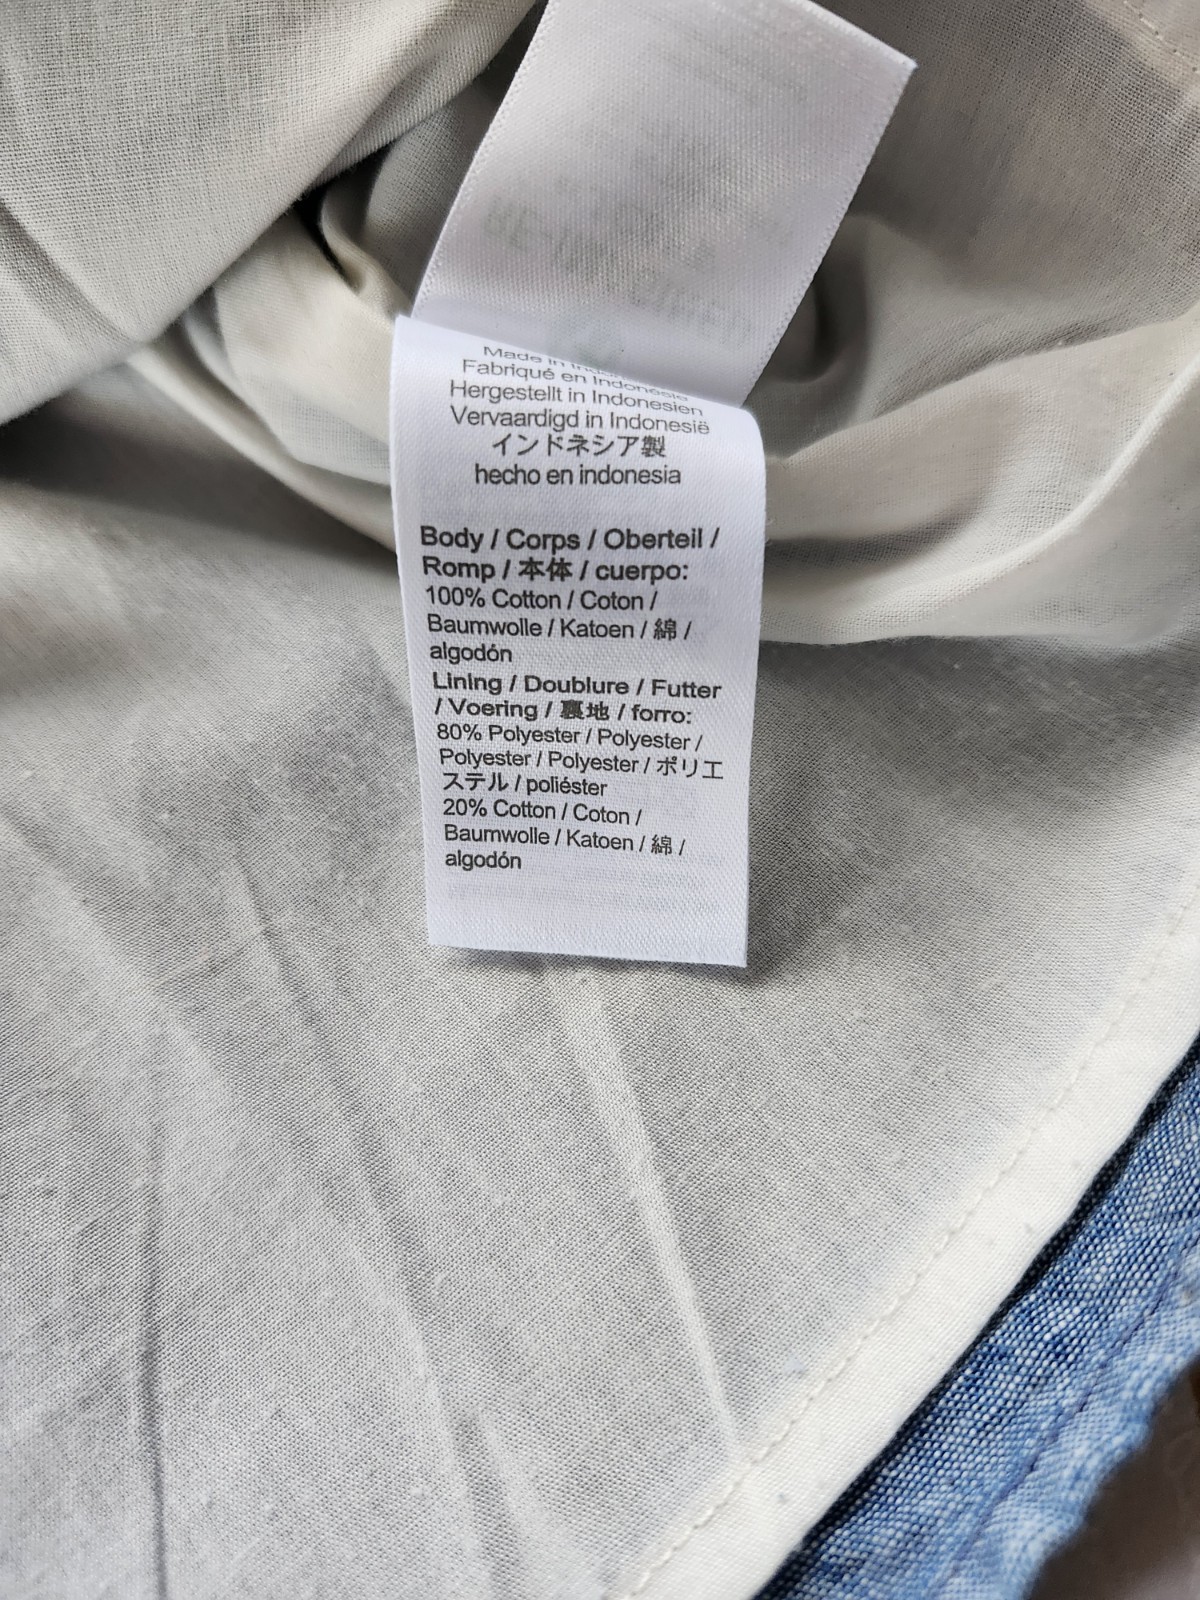 Made in Indonesia
Fabriqué en Indonésie
Hergestellt in Indonesien
Vervaardigd in Indonesië
インドネシア製
hecho en indonesia
Body / Corps / Oberteil /
Romp / 本体 / cuerpo:
100% Cotton / Coton /
Baumwolle / Katoen / 綿 /
algodón
Lining / Doublure / Futter
/ Voering / 裏地 / forro:
80% Polyester / Polyester /
Polyester / Polyester / ポリエ
ステル / poliéster
20% Cotton / Coton /
Baumwolle / Katoen / 綿 /
algodón